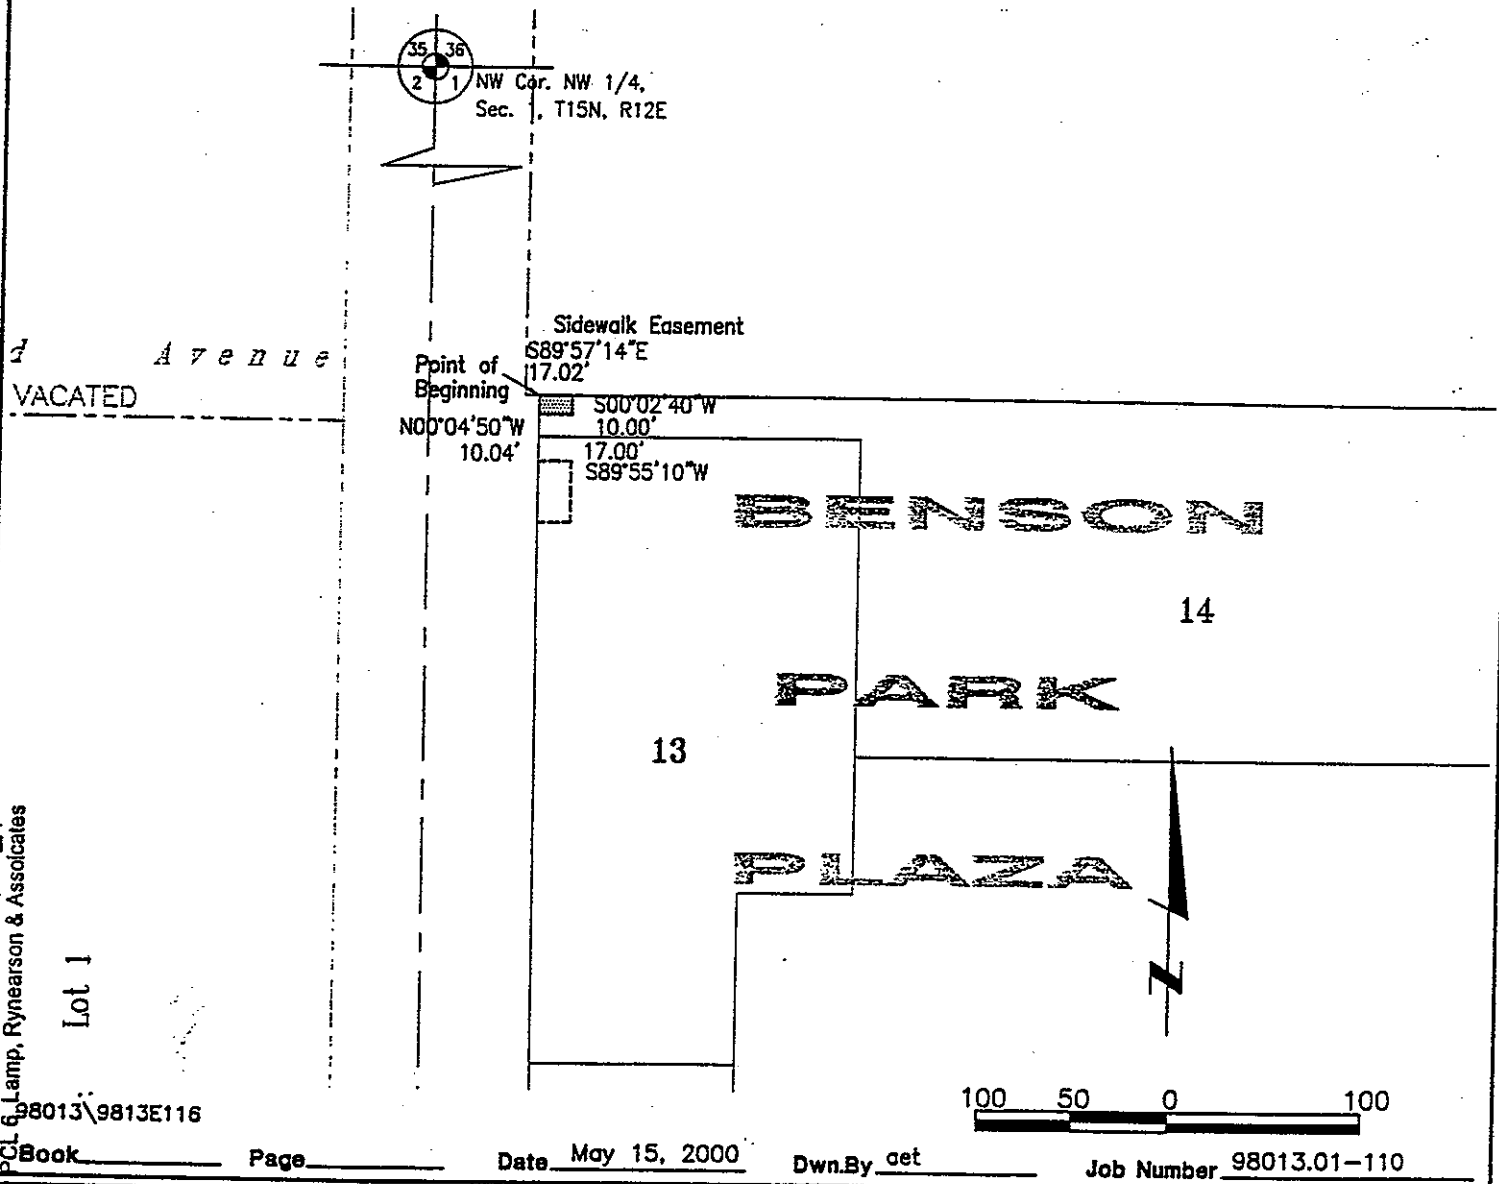 35 36
2 1
NW Cor. NW 1/4,
Sec. , T15N, R12E
Sidewalk Easement
S89°57'14"E
17.02'
d Avenue
Point of
Beginning
VACATED
S00°02'40"W
10.00'
N00°04'50"W
10.04'
17.00'
S89°55'10"W
BENSON
14
PARK
13
PLAZA
N
Lot 1
PCL 6 Lamp, Rynearson & Assoicates
98013\9813E116
100 50 0 100
Book Page Date May 15, 2000 Dwn.By aet Job Number 98013.01-110